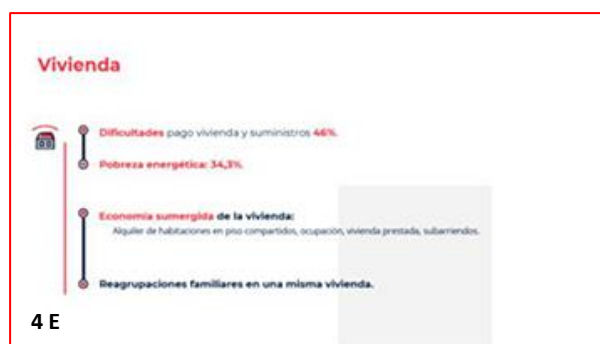 Vivienda
Dificultades pago vivienda y suministros 46%.
Pobreza energética: 34,3%.
Economía sumergida de la vivienda:
Alquiler de habitaciones en piso compartidos, ocupación, vivienda prestada, subarriendos.
Reagrupaciones familiares en una misma vivienda.
4 E